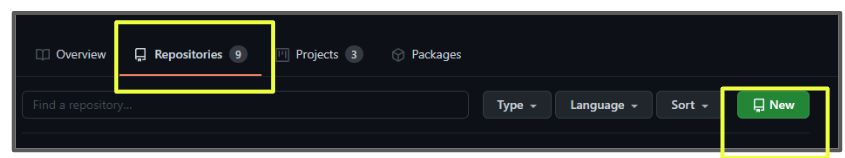 Overview Repositories 9 Projects 3 Packages
Find a repository... Type Language Sort New